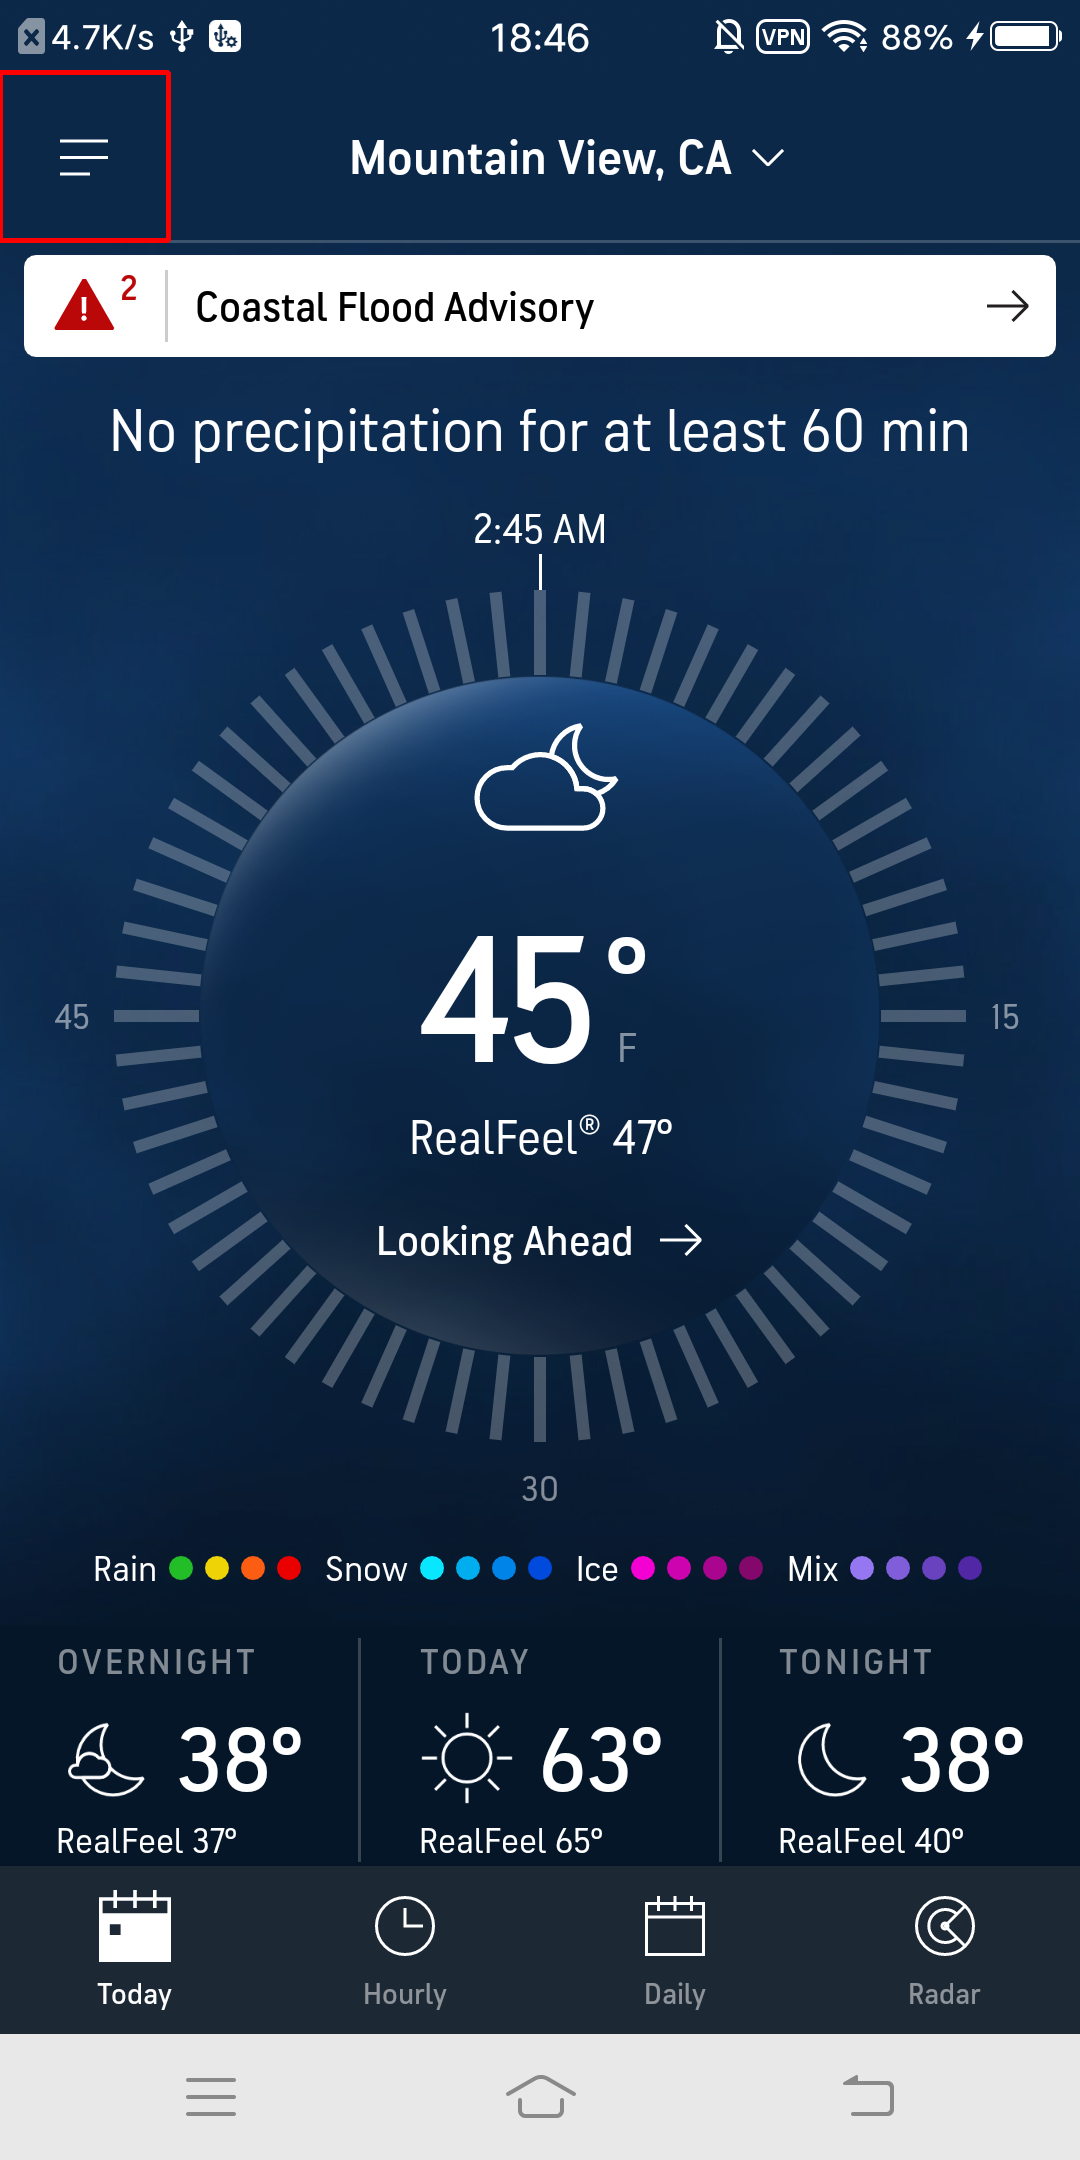 4.7K/s 18:46 VPN 88%
Mountain View, CA
2 Coastal Flood Advisory
No precipitation for at least 60 min
2:45 AM
45°
F
45 15
RealFeel® 47°
Looking Ahead
30
Rain Snow Ice Mix
OVERNIGHT TODAY TONIGHT
38° 63° 38°
RealFeel 37° RealFeel 65° RealFeel 40°
Today Hourly Daily Radar